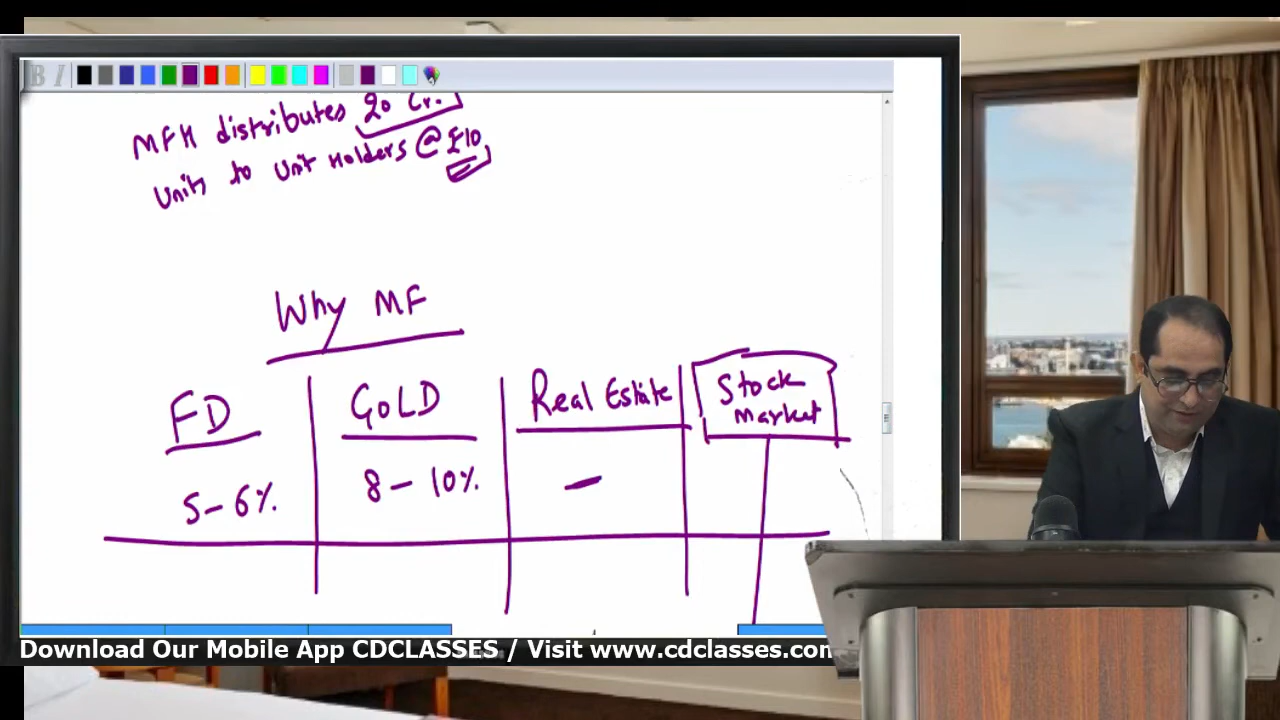 B I
MFH distributes 20 Cr.
Units to Unit Holders @ ₹10
Why MF
FD GOLD Real Estate Stock
market
5-6% 8-10% -
Download Our Mobile App CDCLASSES / Visit www.cdclasses.com